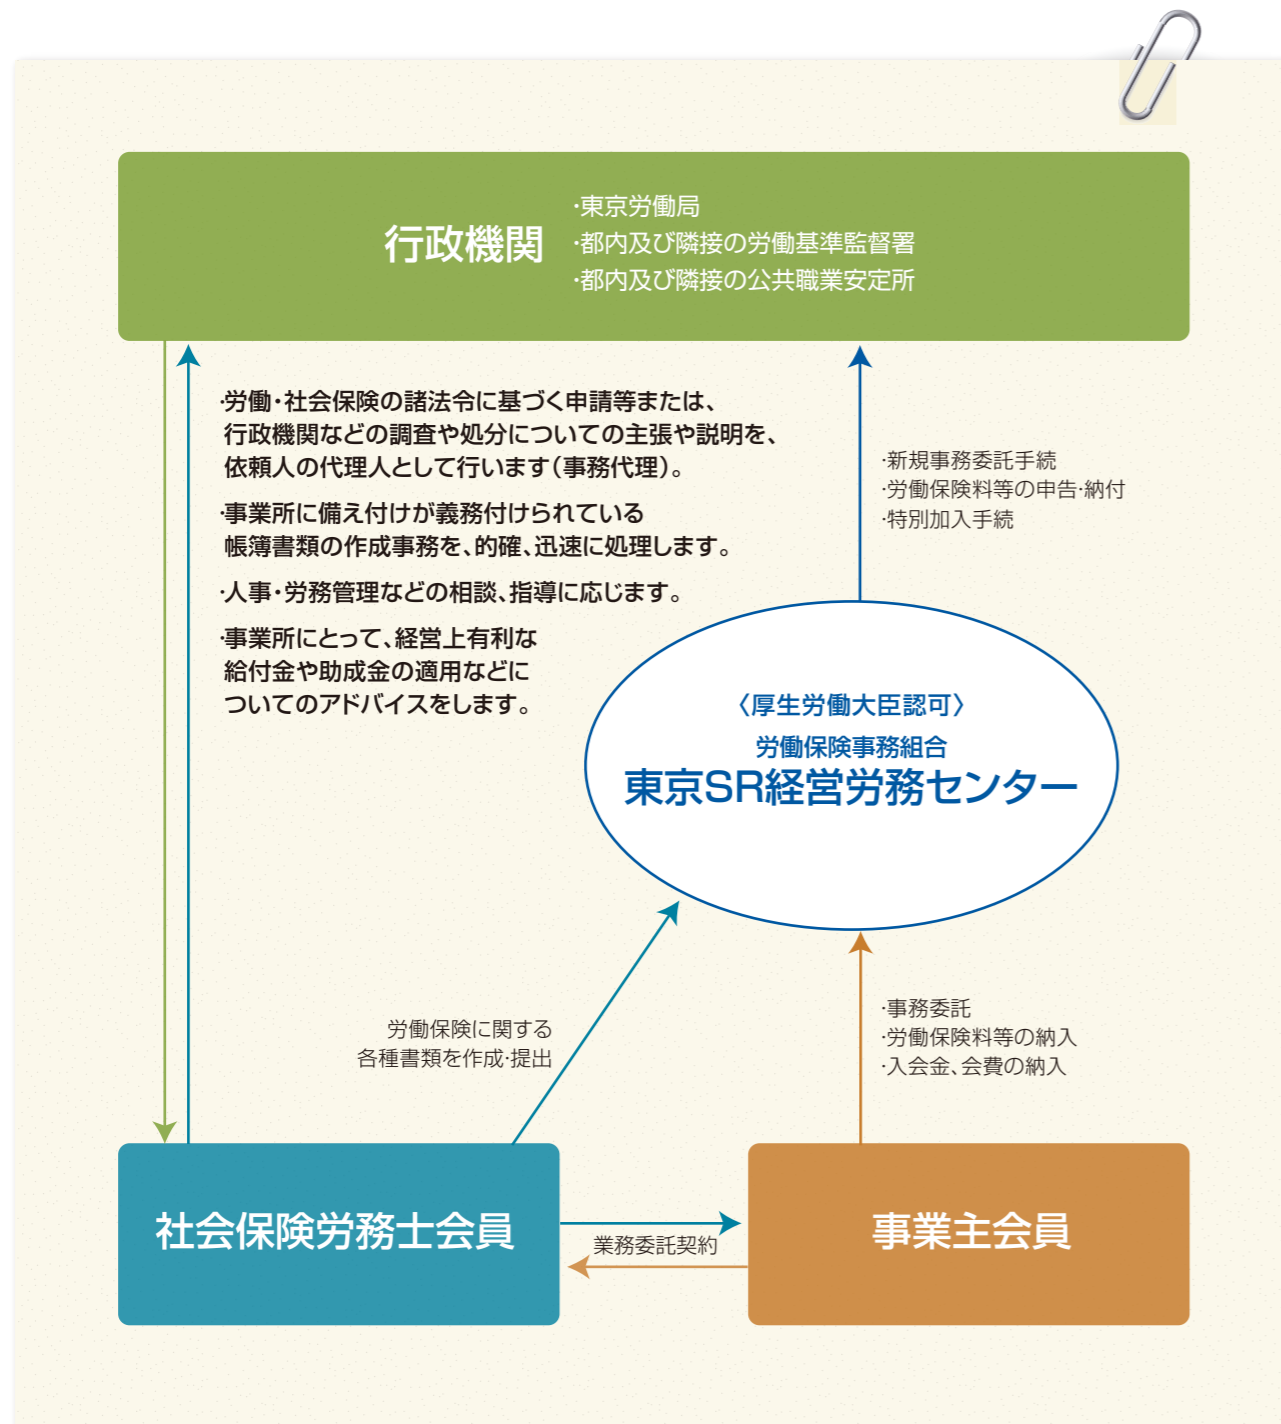 行政機関
·東京労働局
·都内及び隣接の労働基準監督署
·都内及び隣接の公共職業安定所
·労働・社会保険の諸法令に基づく申請等または、
行政機関などの調査や処分についての主張や説明を、
依頼人の代理人として行います(事務代理)。
·事業所に備え付けが義務付けられている
帳簿書類の作成事務を、的確、迅速に処理します。
·人事・労務管理などの相談、指導に応じます。
·事業所にとって、経営上有利な
給付金や助成金の適用などに
ついてのアドバイスをします。
·新規事務委託手続
·労働保険料等の申告·納付
·特別加入手続
〈厚生労働大臣認可〉
労働保険事務組合
東京SR経営労務センター
労働保険に関する
各種書類を作成·提出
·事務委託
·労働保険料等の納入
·入会金、会費の納入
社会保険労務士会員
業務委託契約
事業主会員